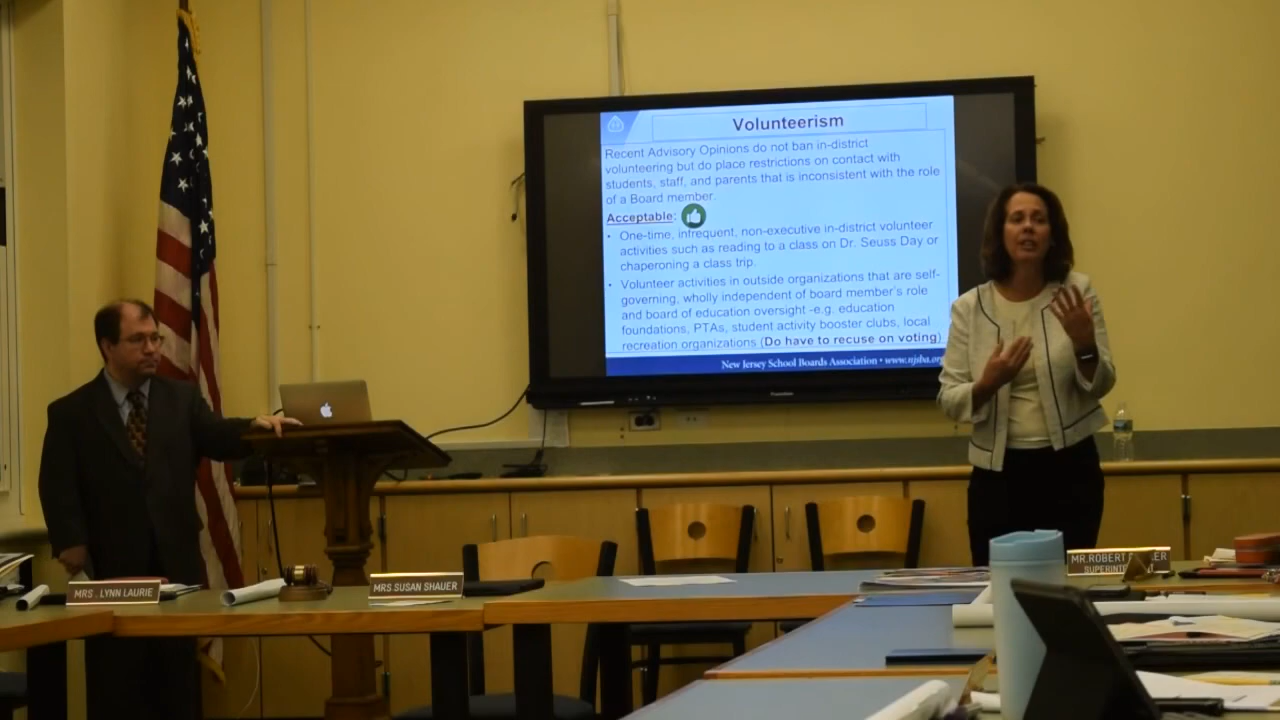 Volunteerism
Recent Advisory Opinions do not ban in-district
volunteering but do place restrictions on contact with
students, staff, and parents that is inconsistent with the role
of a Board member.
Acceptable:
• One-time, infrequent, non-executive in-district volunteer
activities such as reading to a class on Dr. Seuss Day or
chaperoning a class trip.
• Volunteer activities in outside organizations that are self-
governing, wholly independent of board member's role
and board of education oversight -e.g. education
foundations, PTAs, student activity booster clubs, local
recreation organizations (Do have to recuse on voting)
New Jersey School Boards Association • www.njsba.or
MRS . LYNN LAURIE
MRS SUSAN SHAUER
MR.ROBERT